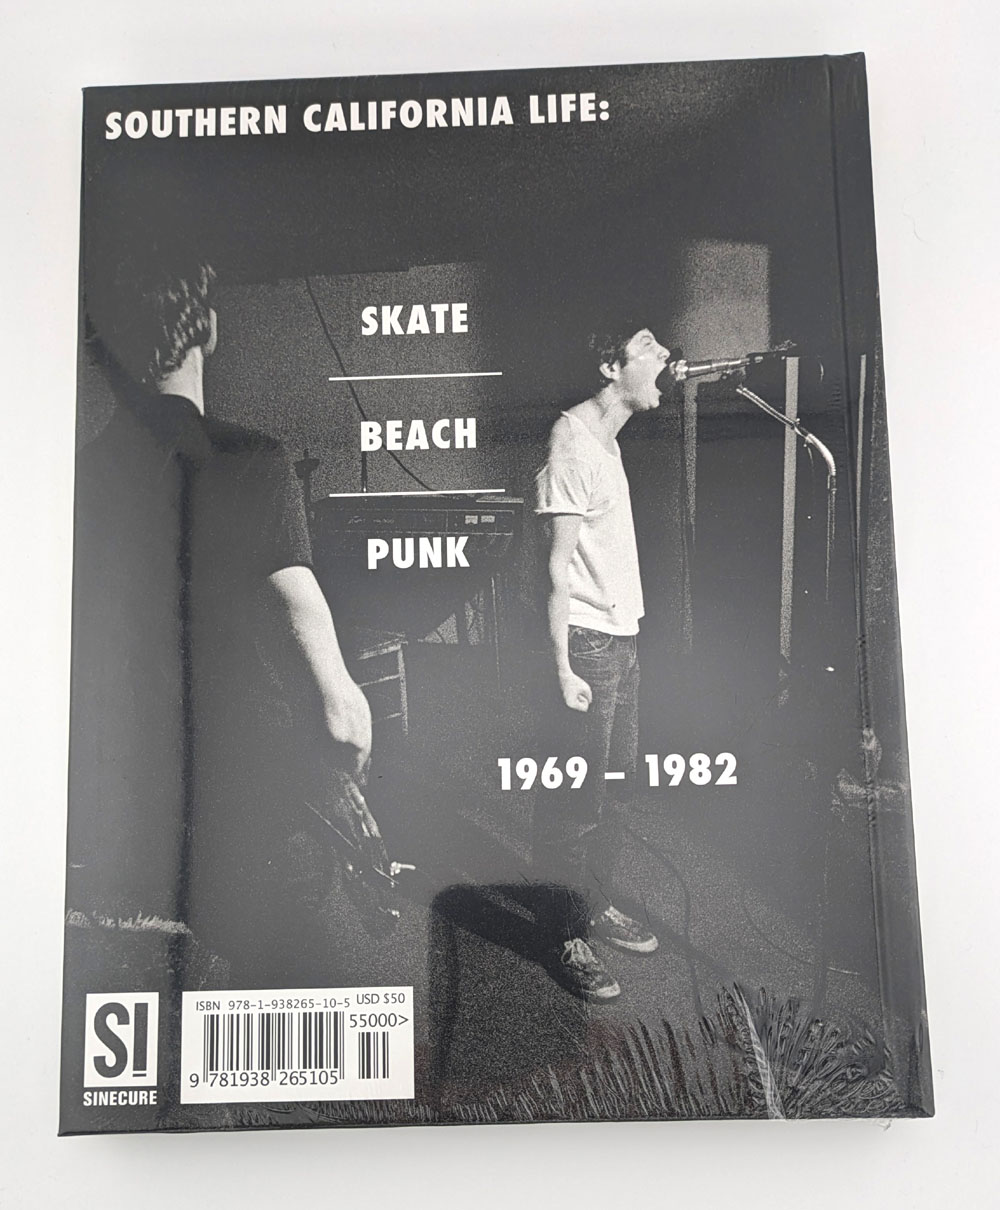 SOUTHERN CALIFORNIA LIFE:
SKATE
BEACH
PUNK
1969 – 1982
SI
SINECURE
ISBN 978-1-938265-10-5 USD $50
55000>
9 781938 265105